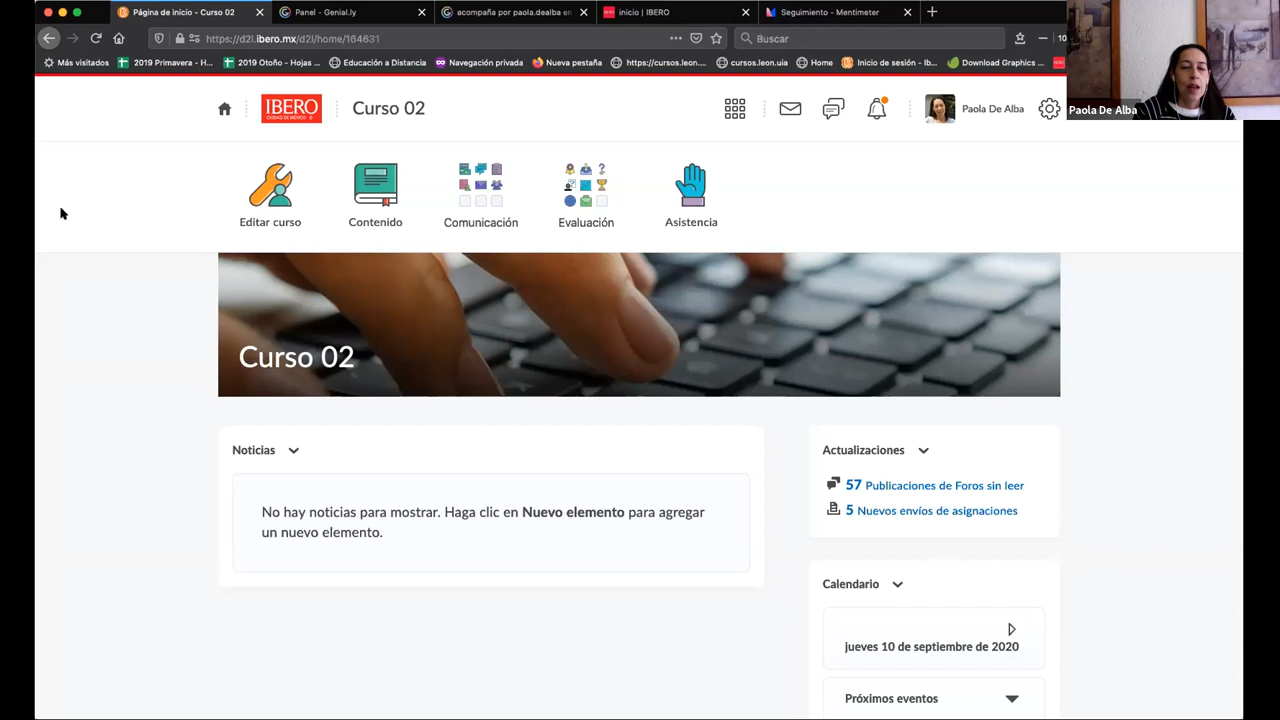 Página de inicio - Curso 02
Panel - Genial.ly
acompaña por paola.dealba en
inicio | IBERO
Seguimiento - Mentimeter
https://d2l.ibero.mx/d2l/home/164631
Buscar
Más visitados
2019 Primavera - H...
2019 Otoño - Hojas ...
Educación a Distancia
Navegación privada
Nueva pestaña
https://cursos.leon....
cursos.leon.uia
Home
Inicio de sesión - Ib...
Download Graphics ...
IBERO
CIUDAD DE MÉXICO
Curso 02
Paola De Alba
Paola De Alba
Editar curso
Contenido
Comunicación
Evaluación
Asistencia
Curso 02
Noticias
No hay noticias para mostrar. Haga clic en Nuevo elemento para agregar
un nuevo elemento.
Actualizaciones
57 Publicaciones de Foros sin leer
5 Nuevos envíos de asignaciones
Calendario
jueves 10 de septiembre de 2020
Próximos eventos